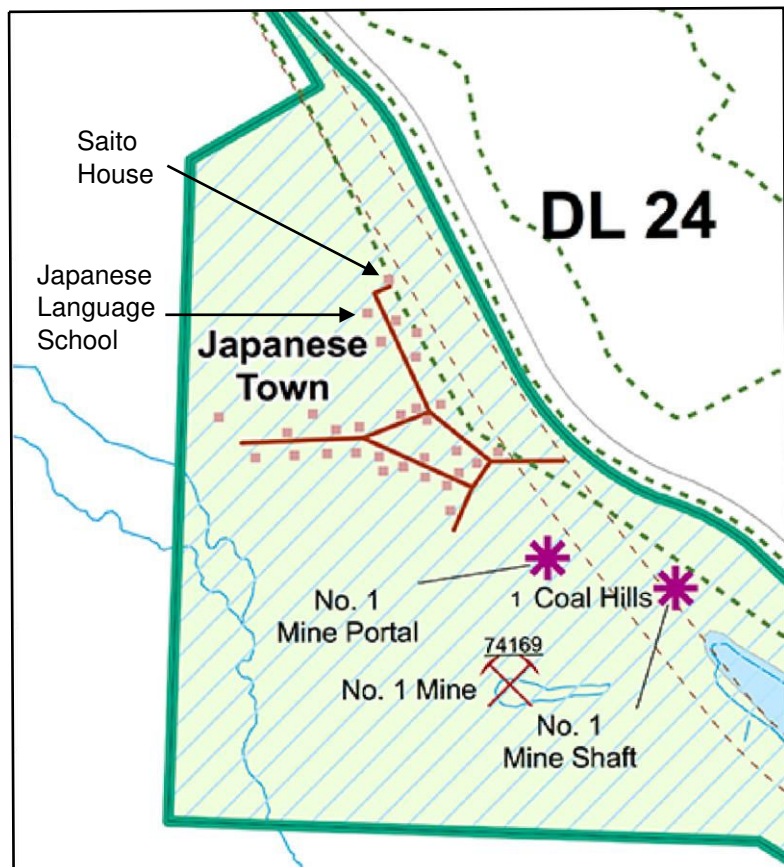 Saito
House
DL 24
Japanese
Language
School
Japanese
Town
No. 1
Mine Portal
1 Coal Hills
74169
No. 1 Mine
No. 1
Mine Shaft